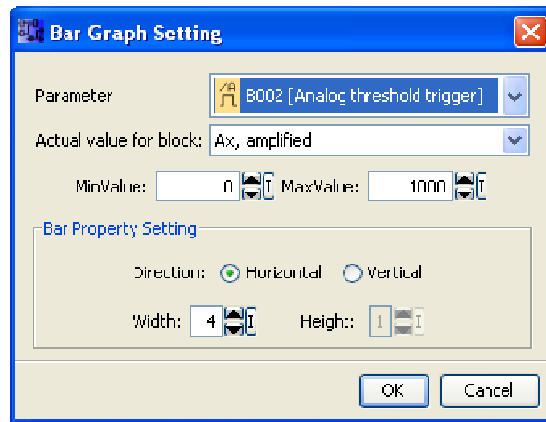 Bar Graph Setting
Parameter B002 [Analog threshold trigger]
Actual value for block: Ax, amplified
MinValue: 0 MaxValue: 1000
Bar Property Setting
Direction: Horizontal Vertical
Width: 4 Height: 1
OK Cancel